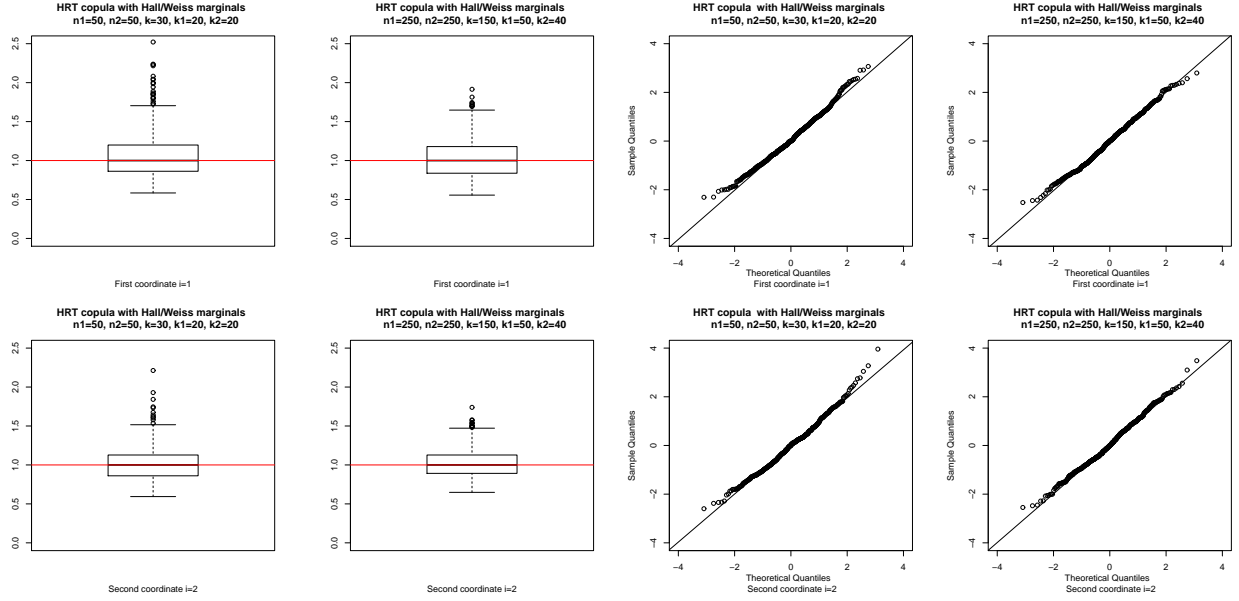 HRT copula with Hall/Weiss marginals
n1=50, n2=50, k=30, k1=20, k2=20
0.0 0.5 1.0 1.5 2.0 2.5
First coordinate i=1
HRT copula with Hall/Weiss marginals
n1=250, n2=250, k=150, k1=50, k2=40
0.0 0.5 1.0 1.5 2.0 2.5
First coordinate i=1
HRT copula with Hall/Weiss marginals
n1=50, n2=50, k=30, k1=20, k2=20
Sample Quantiles
−4 −2 0 2 4
−4 −2 0 2 4
Theoretical Quantiles
First coordinate i=1
HRT copula with Hall/Weiss marginals
n1=250, n2=250, k=150, k1=50, k2=40
Sample Quantiles
−4 −2 0 2 4
−4 −2 0 2 4
Theoretical Quantiles
First coordinate i=1
HRT copula with Hall/Weiss marginals
n1=50, n2=50, k=30, k1=20, k2=20
0.0 0.5 1.0 1.5 2.0 2.5
Second coordinate i=2
HRT copula with Hall/Weiss marginals
n1=250, n2=250, k=150, k1=50, k2=40
0.0 0.5 1.0 1.5 2.0 2.5
Second coordinate i=2
HRT copula with Hall/Weiss marginals
n1=50, n2=50, k=30, k1=20, k2=20
Sample Quantiles
−4 −2 0 2 4
−4 −2 0 2 4
Theoretical Quantiles
Second coordinate i=2
HRT copula with Hall/Weiss marginals
n1=250, n2=250, k=150, k1=50, k2=40
Sample Quantiles
−4 −2 0 2 4
−4 −2 0 2 4
Theoretical Quantiles
Second coordinate i=2